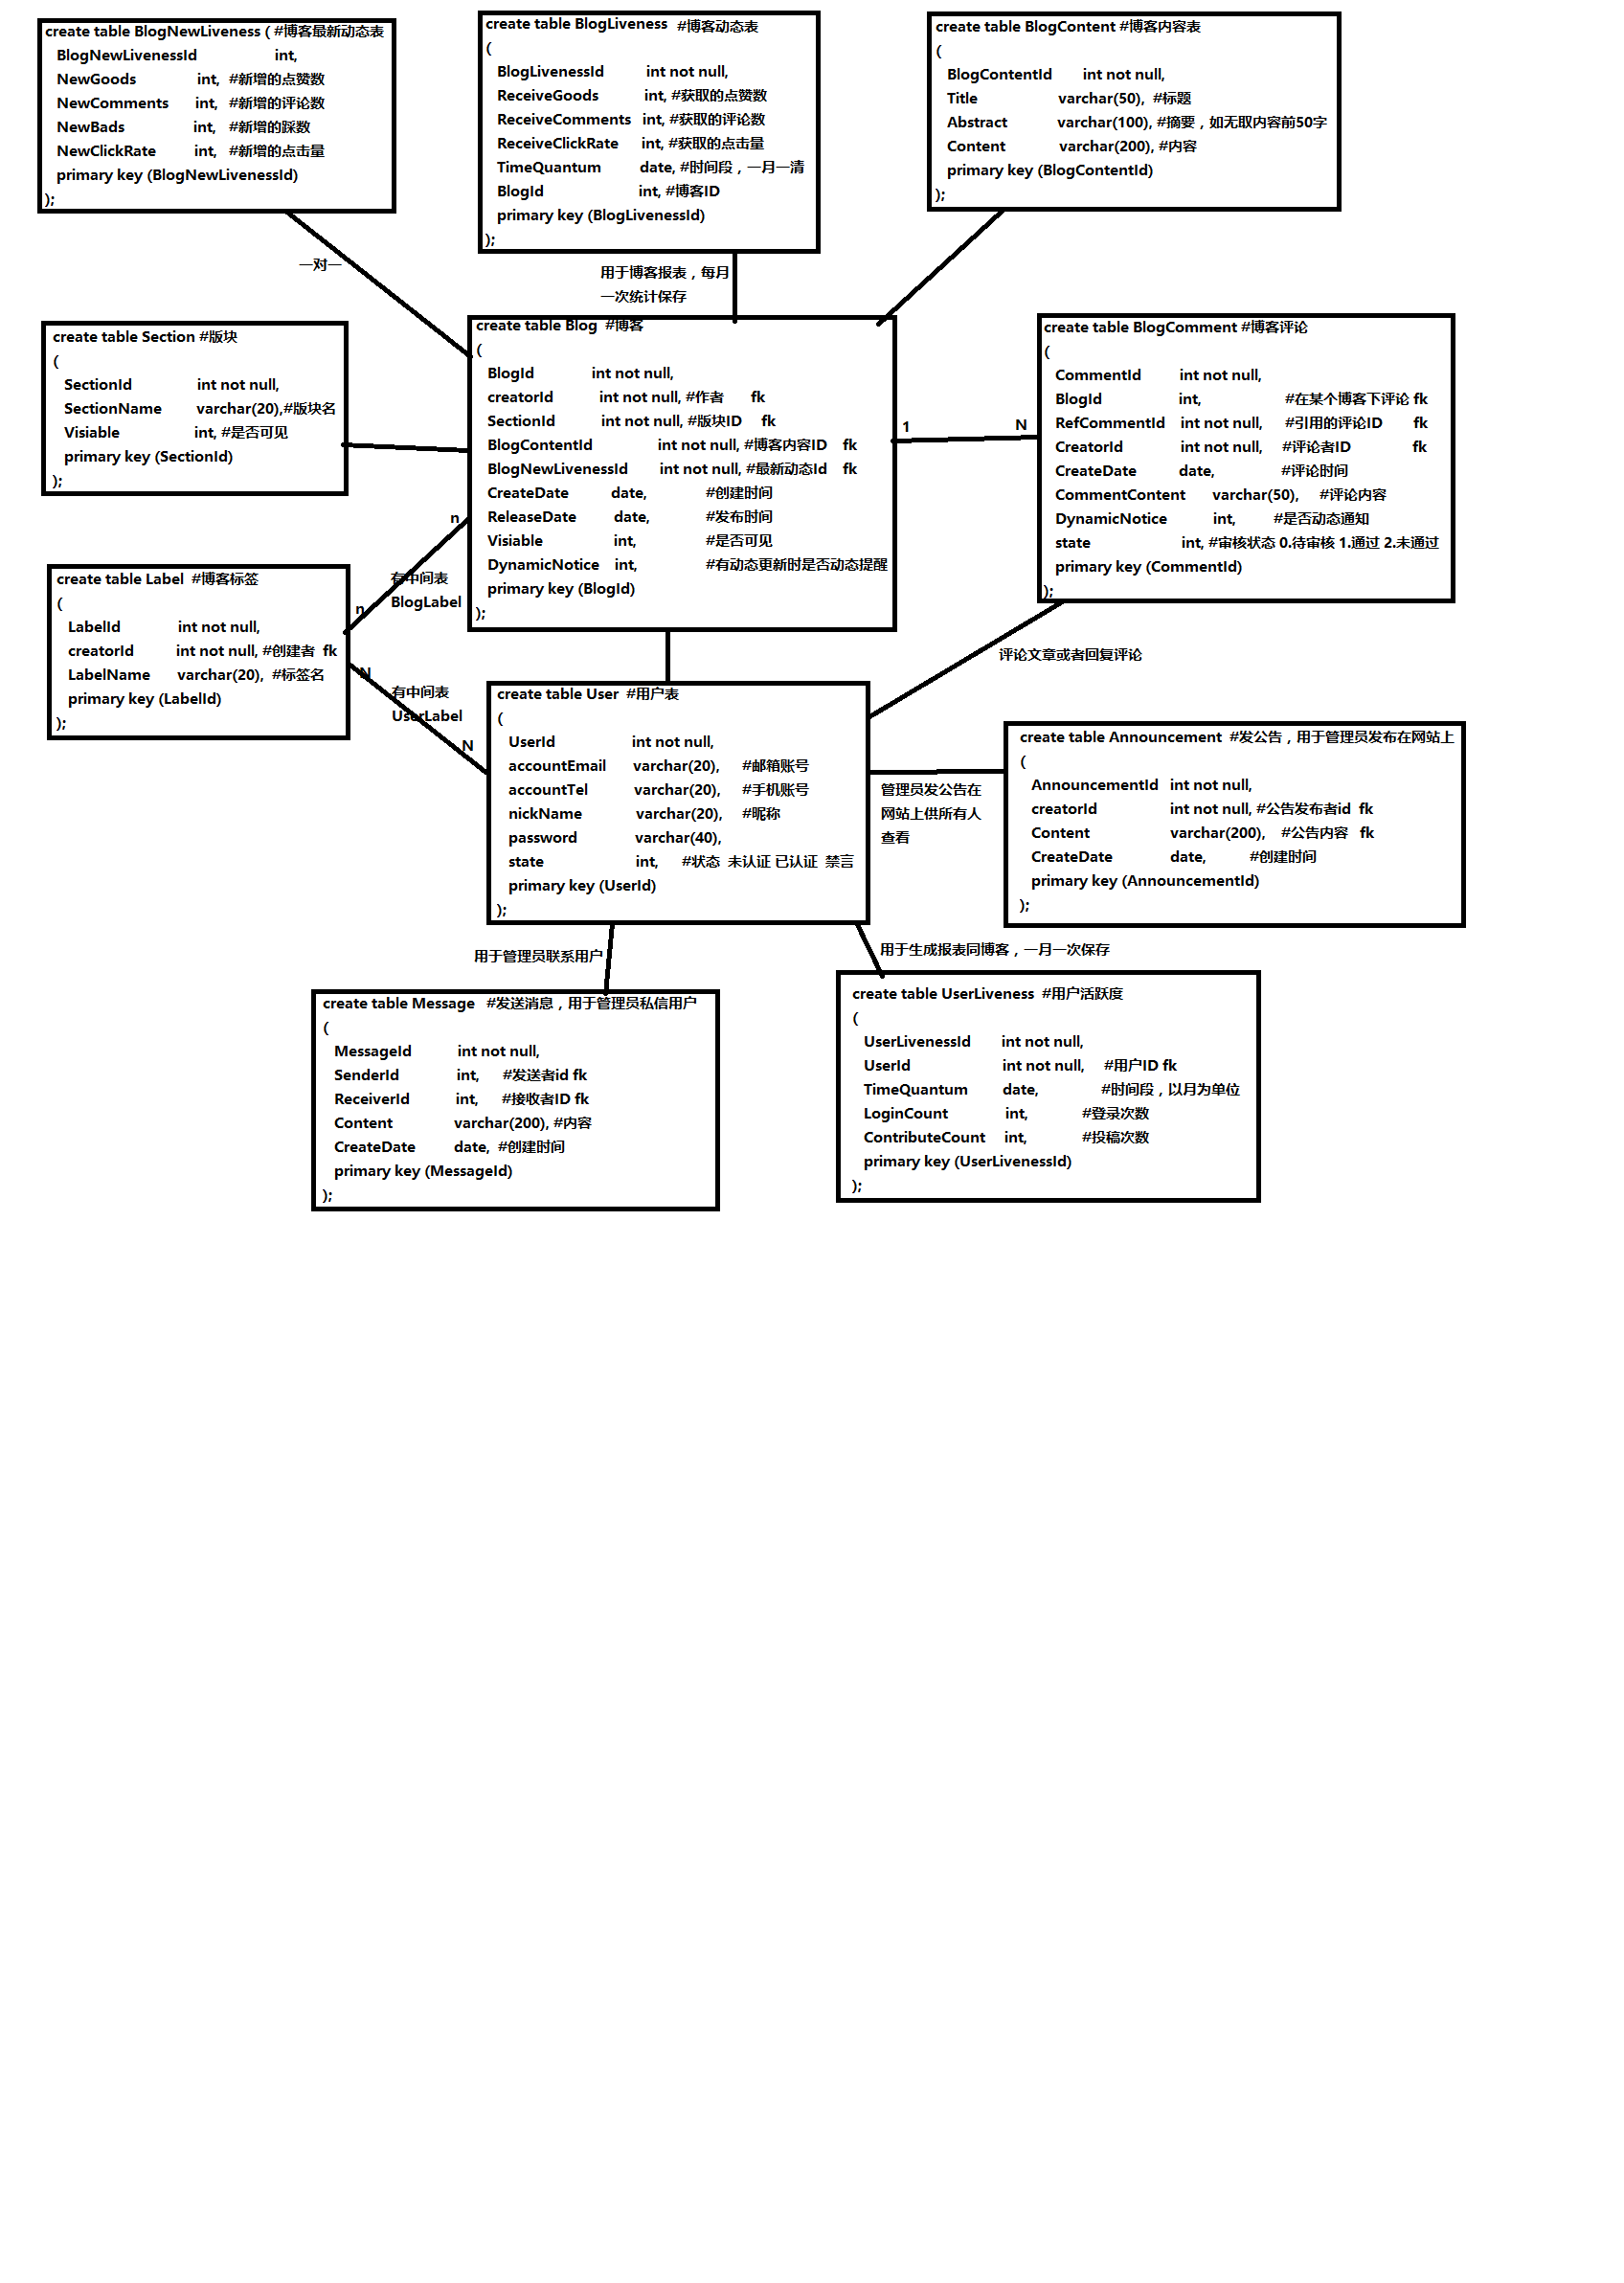 create table BlogNewLiveness ( #博客最新动态表
BlogNewLivenessId int,
NewGoods int, #新增的点赞数
NewComments int, #新增的评论数
NewBads int, #新增的踩数
NewClickRate int, #新增的点击量
primary key (BlogNewLivenessId)
);
create table BlogLiveness #博客动态表
(
BlogLivenessId int not null,
ReceiveGoods int, #获取的点赞数
ReceiveComments int, #获取的评论数
ReceiveClickRate int, #获取的点击量
TimeQuantum date, #时间段，一月一清
BlogId int, #博客ID
primary key (BlogLivenessId)
);
create table BlogContent #博客内容表
(
BlogContentId int not null,
Title varchar(50), #标题
Abstract varchar(100), #摘要，如无取内容前50字
Content varchar(200), #内容
primary key (BlogContentId)
);
一对一
用于博客报表，每月
一次统计保存
create table Section #版块
(
SectionId int not null,
SectionName varchar(20),#版块名
Visiable int, #是否可见
primary key (SectionId)
);
create table Blog #博客
(
BlogId int not null,
creatorId int not null, #作者 fk
SectionId int not null, #版块ID fk
BlogContentId int not null, #博客内容ID fk
BlogNewLivenessId int not null, #最新动态Id fk
CreateDate date, #创建时间
ReleaseDate date, #发布时间
Visiable int, #是否可见
DynamicNotice int, #有动态更新时是否动态提醒
primary key (BlogId)
);
1 N
create table BlogComment #博客评论
(
CommentId int not null,
BlogId int, #在某个博客下评论 fk
RefCommentId int not null, #引用的评论ID fk
CreatorId int not null, #评论者ID fk
CreateDate date, #评论时间
CommentContent varchar(50), #评论内容
DynamicNotice int, #是否动态通知
state int, #审核状态 0.待审核 1.通过 2.未通过
primary key (CommentId)
);
n
有中间表
BlogLabel
n
create table Label #博客标签
(
LabelId int not null,
creatorId int not null, #创建者 fk
LabelName varchar(20), #标签名
primary key (LabelId)
);
N
有中间表
UserLabel
N
评论文章或者回复评论
create table User #用户表
(
UserId int not null,
accountEmail varchar(20), #邮箱账号
accountTel varchar(20), #手机账号
nickName varchar(20), #昵称
password varchar(40),
state int, #状态 未认证 已认证 禁言
primary key (UserId)
);
管理员发公告在
网站上供所有人
查看
create table Announcement #发公告，用于管理员发布在网站上
(
AnnouncementId int not null,
creatorId int not null, #公告发布者id fk
Content varchar(200), #公告内容 fk
CreateDate date, #创建时间
primary key (AnnouncementId)
);
用于管理员联系用户
用于生成报表同博客，一月一次保存
create table Message #发送消息，用于管理员私信用户
(
MessageId int not null,
SenderId int, #发送者id fk
ReceiverId int, #接收者ID fk
Content varchar(200), #内容
CreateDate date, #创建时间
primary key (MessageId)
);
create table UserLiveness #用户活跃度
(
UserLivenessId int not null,
UserId int not null, #用户ID fk
TimeQuantum date, #时间段，以月为单位
LoginCount int, #登录次数
ContributeCount int, #投稿次数
primary key (UserLivenessId)
);